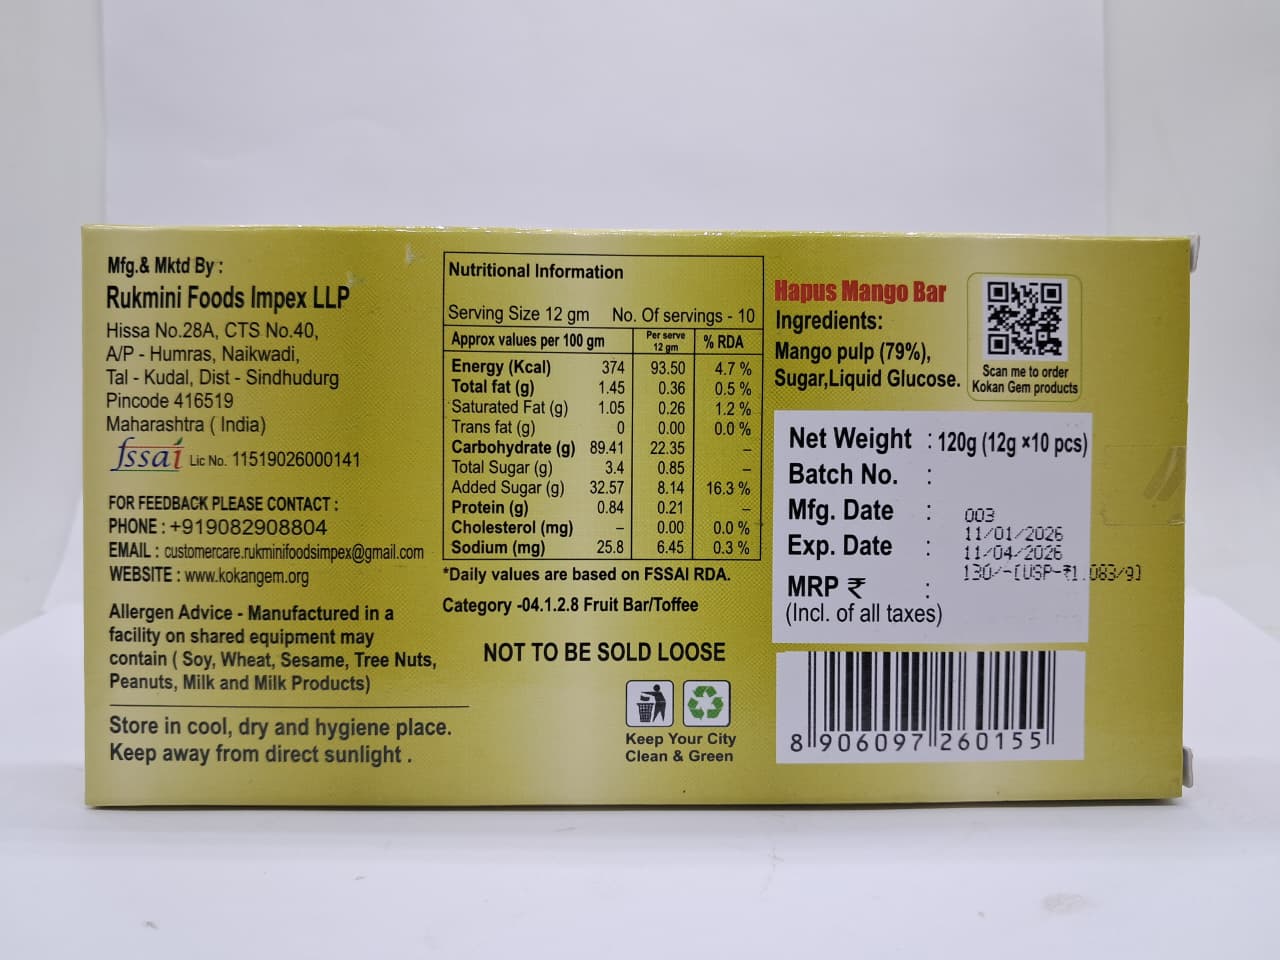 Mfg.& Mktd By :
Rukmini Foods Impex LLP
Hissa No.28A, CTS No.40,
A/P - Humras, Naikwadi,
Tal - Kudal, Dist - Sindhudurg
Pincode 416519
Maharashtra ( India)
fssai Lic No. 11519026000141
FOR FEEDBACK PLEASE CONTACT :
PHONE : +919082908804
EMAIL : customercare.rukminifoodsimpex@gmail.com
WEBSITE : www.kokangem.org
Allergen Advice - Manufactured in a
facility on shared equipment may
contain ( Soy, Wheat, Sesame, Tree Nuts,
Peanuts, Milk and Milk Products)
Store in cool, dry and hygiene place.
Keep away from direct sunlight .
Nutritional Information
Serving Size 12 gm No. Of servings - 10
Approx values per 100 gm Per serve 12 gm % RDA
Energy (Kcal) 374 93.50 4.7 %
Total fat (g) 1.45 0.36 0.5 %
Saturated Fat (g) 1.05 0.26 1.2 %
Trans fat (g) 0 0.00 0.0 %
Carbohydrate (g) 89.41 22.35 –
Total Sugar (g) 3.4 0.85 –
Added Sugar (g) 32.57 8.14 16.3 %
Protein (g) 0.84 0.21 –
Cholesterol (mg) – 0.00 0.0 %
Sodium (mg) 25.8 6.45 0.3 %
*Daily values are based on FSSAI RDA.
Category -04.1.2.8 Fruit Bar/Toffee
NOT TO BE SOLD LOOSE
Keep Your City
Clean & Green
Hapus Mango Bar
Ingredients:
Mango pulp (79%),
Sugar,Liquid Glucose.
Scan me to order
Kokan Gem products
Net Weight : 120g (12g ×10 pcs)
Batch No. :
Mfg. Date : 003
Exp. Date : 11/01/2026
11/04/2026
MRP ₹ : 130/-[USP-₹1.083/g]
(Incl. of all taxes)
8 906097 260155